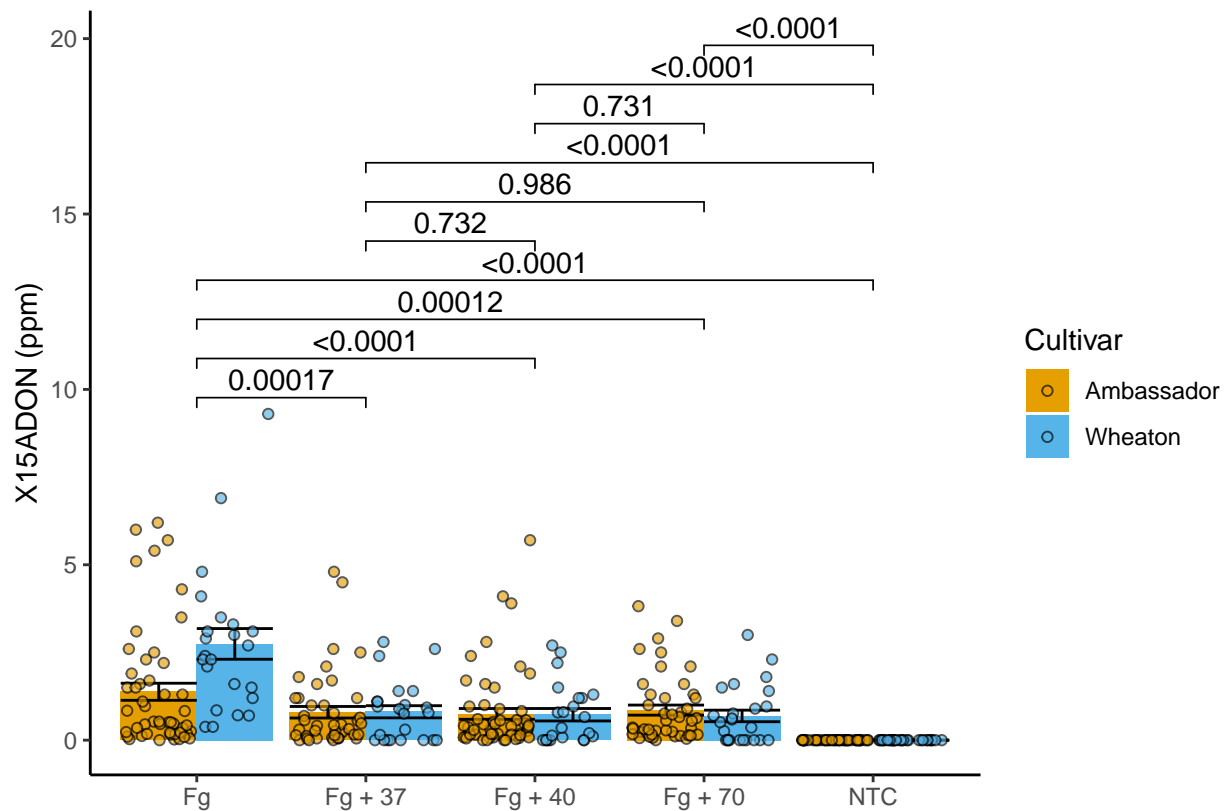 20
<0.0001
<0.0001
0.731
<0.0001
0.986
15
0.732
<0.0001
0.00012
<0.0001
10
0.00017
5
0
X15ADON (ppm)
Fg
Fg + 37
Fg + 40
Fg + 70
NTC
Cultivar
Ambassador
Wheaton